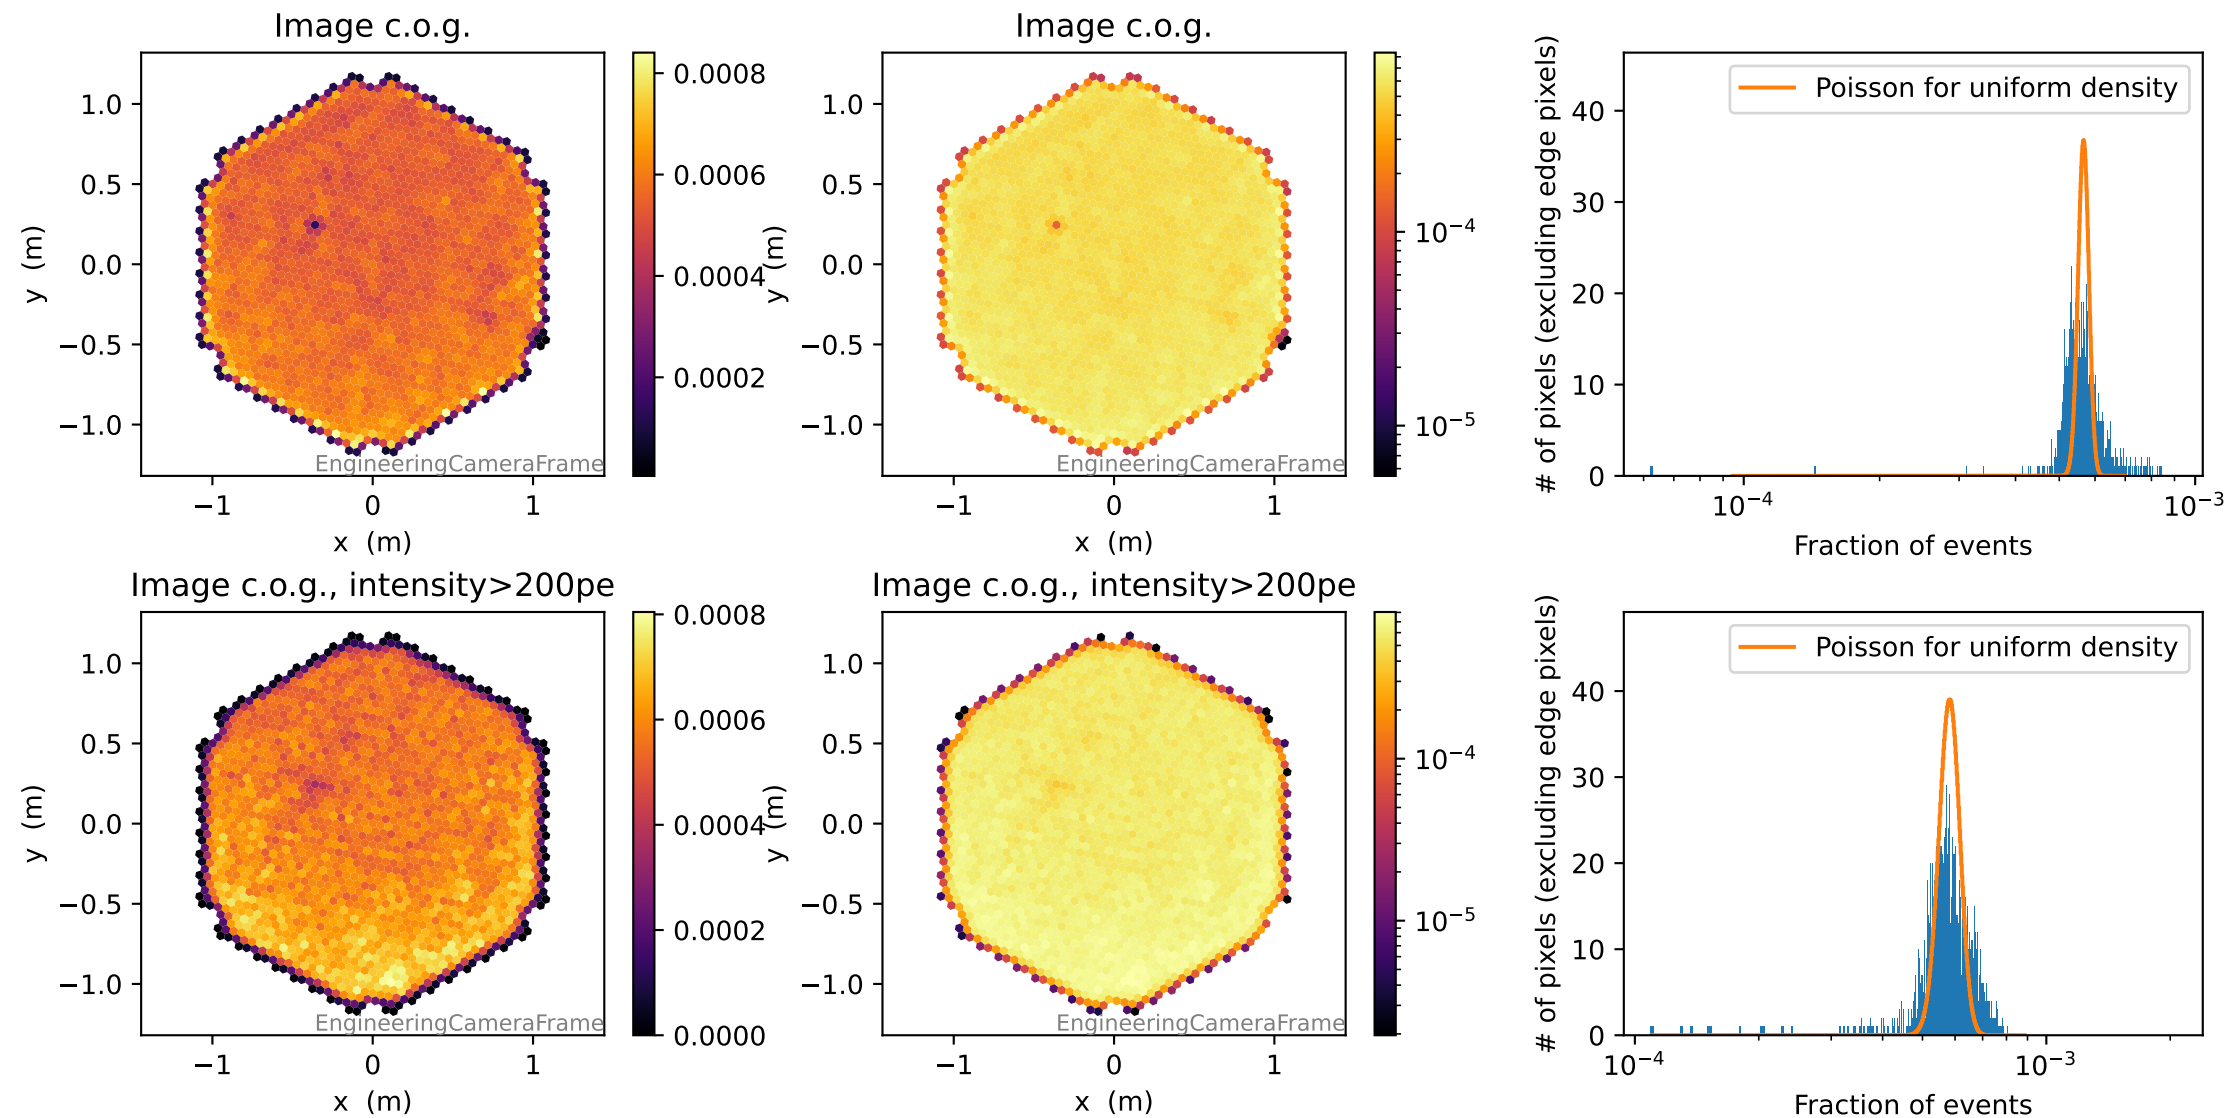 Image c.o.g.
y (m)
1.0
0.5
0.0
−0.5
−1.0
−1
0
1
x (m)
EngineeringCameraFrame
0.0008
0.0006
0.0004
0.0002
Image c.o.g.
y (m)
1.0
0.5
0.0
−0.5
−1.0
−1
0
1
x (m)
EngineeringCameraFrame
10−4
10−5
# of pixels (excluding edge pixels)
40
30
20
10
0
Poisson for uniform density
10−4
10−3
Fraction of events
Image c.o.g., intensity>200pe
y (m)
1.0
0.5
0.0
−0.5
−1.0
−1
0
1
x (m)
EngineeringCameraFrame
0.0008
0.0006
0.0004
0.0002
0.0000
Image c.o.g., intensity>200pe
y (m)
1.0
0.5
0.0
−0.5
−1.0
−1
0
1
x (m)
EngineeringCameraFrame
10−4
10−5
# of pixels (excluding edge pixels)
40
30
20
10
0
Poisson for uniform density
10−4
10−3
Fraction of events